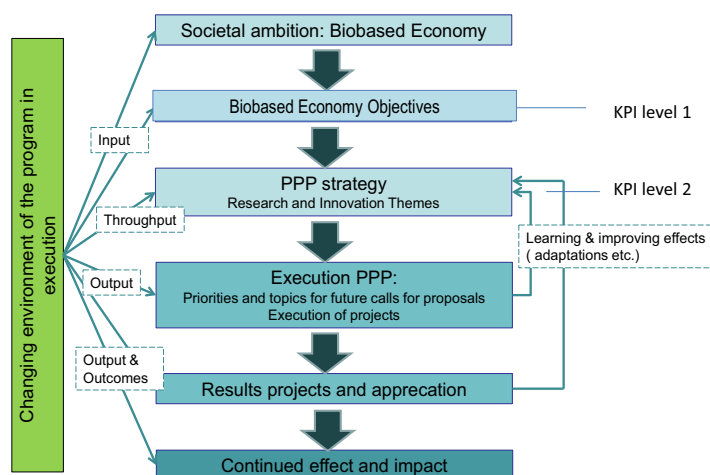 Changing environment of the program in
execution
Societal ambition: Biobased Economy
Biobased Economy Objectives
KPI level 1
Input
PPP strategy
Research and Innovation Themes
KPI level 2
Throughput
Learning & improving effects
( adaptations etc.)
Execution PPP:
Priorities and topics for future calls for proposals
Execution of projects
Output
Output &
Outcomes
Results projects and apprecation
Continued effect and impact